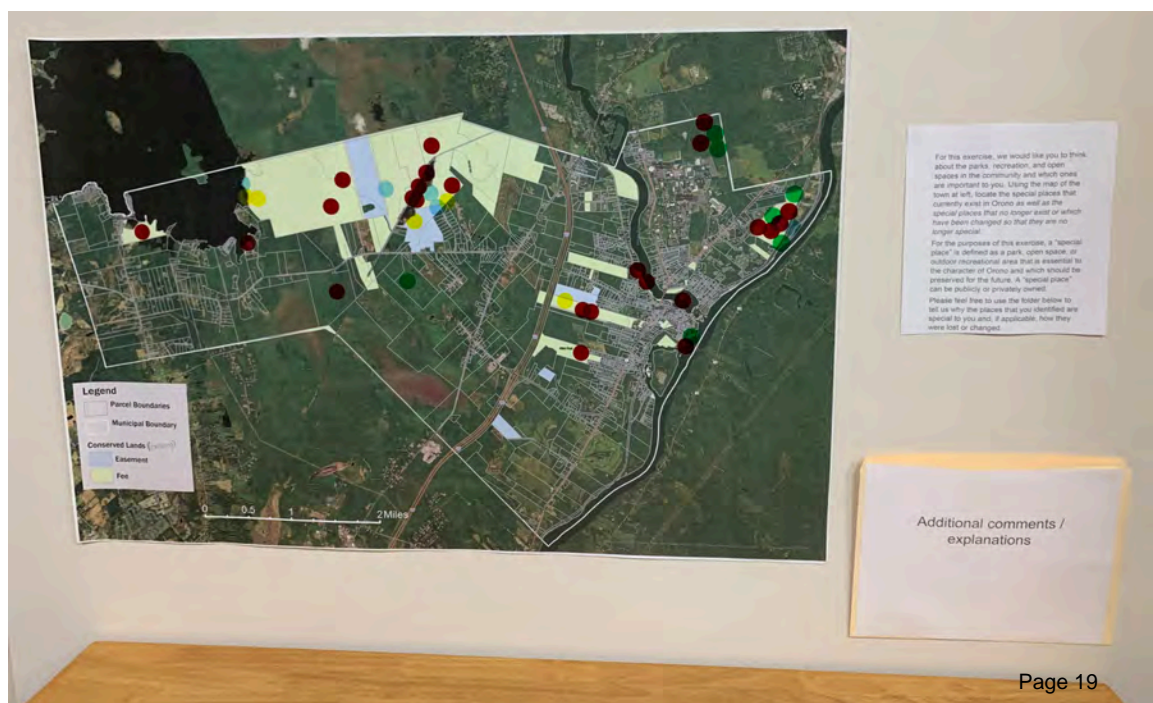 Legend
Parcel Boundaries
Municipal Boundary
Conserved Lands
Easement
Fee
0 0.5 1 2 Miles
For this exercise, we would like you to think
about the parks, recreation, and open
spaces in the community and which ones
are important to you. Using the map of the
town at left, locate the special places that
currently exist in Orono as well as the
special places that no longer exist or which
have been changed so that they are no
longer special.
For the purposes of this exercise, a "special
place" is defined as a park, open space, or
outdoor recreational area that is essential to
the character of Orono and which should be
preserved for the future. A "special place"
can be publicly or privately owned.
Please feel free to use the folder below to
tell us why the places that you identified are
special to you and, if applicable, how they
were lost or changed.
Additional comments /
explanations
Page 19